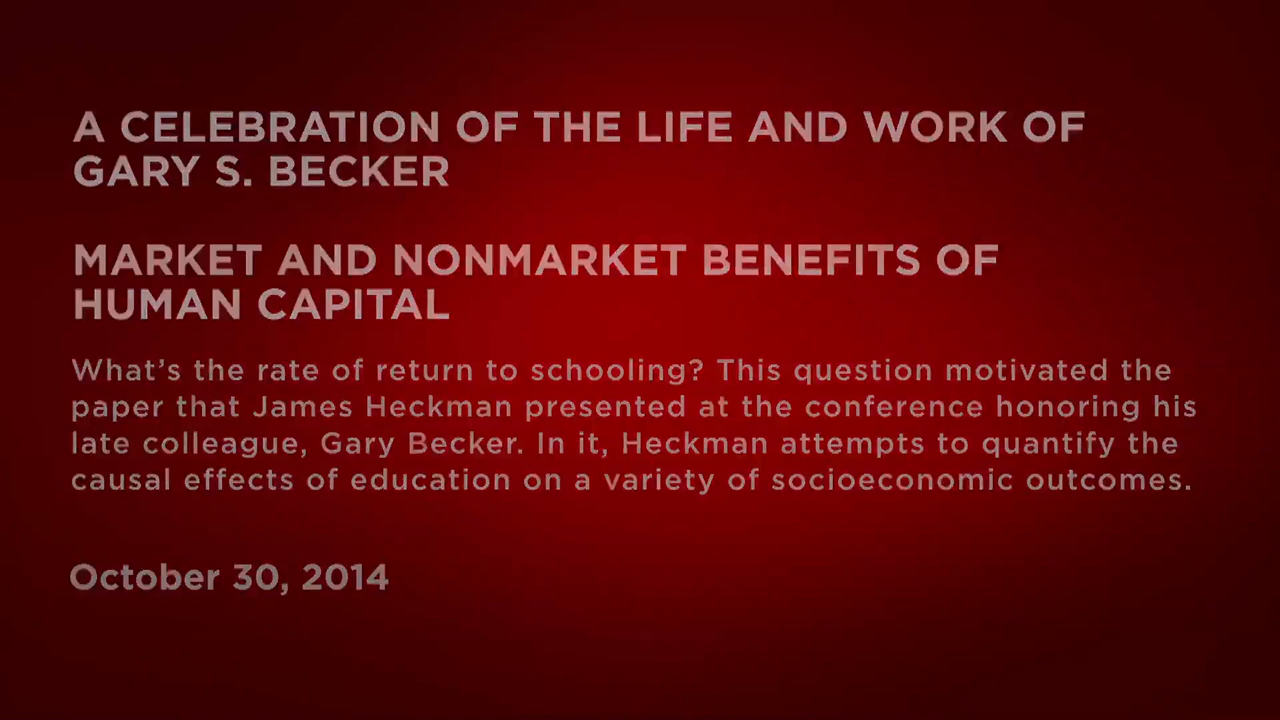 A CELEBRATION OF THE LIFE AND WORK OF
GARY S. BECKER
MARKET AND NONMARKET BENEFITS OF
HUMAN CAPITAL
What's the rate of return to schooling? This question motivated the
paper that James Heckman presented at the conference honoring his
late colleague, Gary Becker. In it, Heckman attempts to quantify the
causal effects of education on a variety of socioeconomic outcomes.
October 30, 2014